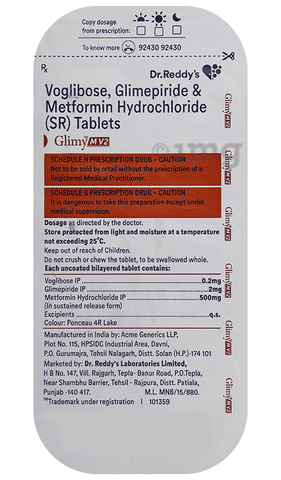 Copy dosage
from prescription:
To know more 92430 92430
Rx
Dr.Reddy's
Voglibose, Glimepiride &
Metformin Hydrochloride
(SR) Tablets
Glimy M V2
SCHEDULE H PRESCRIPTION DRUG – CAUTION
Not to be sold by retail without the prescription of a
Registered Medical Practitioner.
SCHEDULE G PRESCRIPTION DRUG – CAUTION
It is dangerous to take this preparation except under
medical supervision.
Dosage as directed by the doctor.
Store protected from light and moisture at a temperature
not exceeding 25°C.
Keep out of reach of Children.
Do not crush or chew the tablet, to be swallowed whole.
Each uncoated bilayered tablet contains:
Voglibose IP 0.2mg
Glimepiride IP 2mg
Metformin Hydrochloride IP 500mg
(In sustained release form)
Excipients q.s.
Colour: Ponceau 4R Lake
Manufactured in India by: Acme Generics LLP,
Plot No. 115, HPSIDC Industrial Area, Davni,
P.O. Gurumajra, Tehsil Nalagarh, Distt. Solan (H.P.)-174 101
Marketed by: Dr. Reddy's Laboratories Limited,
H B No. 147, Vill. Rajgarh, Tepla- Banur Road, P.O.Tepla,
Near Shambhu Barrier, Tehsil - Rajpura, Distt. Patiala,
Punjab -140 417. M.L. MNB/15/880.
™Trademark under registration | 101359
Glimy M V2
Glimy M V2
Glimy M V2
1mg